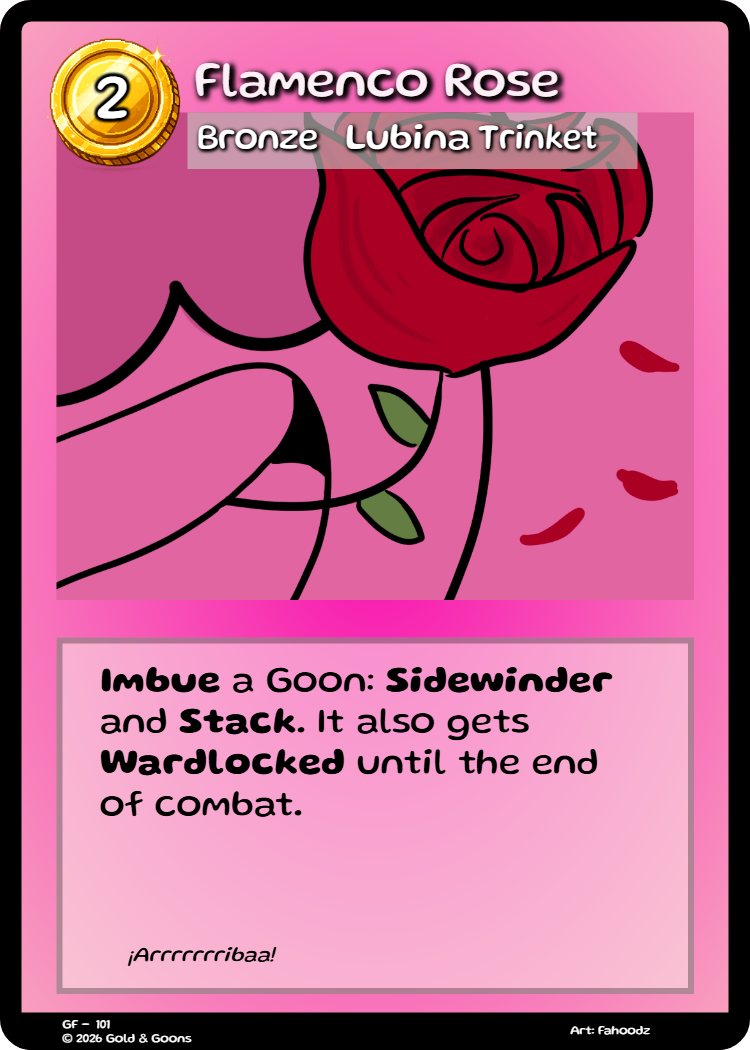 2
Flamenco Rose
Bronze Lubina Trinket
Imbue a Goon: Sidewinder
and Stack. It also gets
Wardlocked until the end
of combat.
¡Arrrrrrribaa!
GF - 101
© 2026 Gold & Goons
Art: Fahoodz